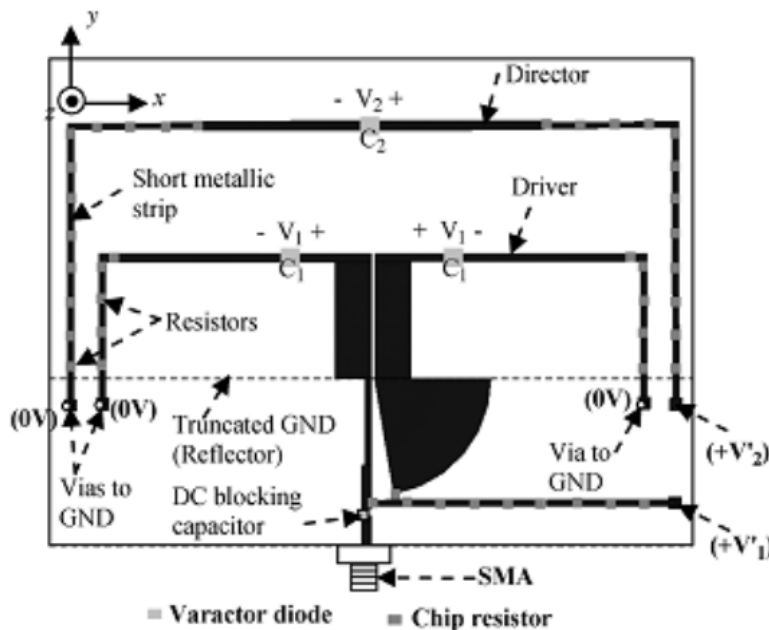 y
z
x
Director
- V₂ +
C₂
Short metallic
strip
Driver
- V₁ +
+ V₁ -
C₁
C₁
Resistors
(0V)
(0V)
(0V)
Truncated GND
(Reflector)
Via to
GND
(+V'₂)
Vias to
GND
DC blocking
capacitor
(+V'₁)
SMA
Varactor diode
Chip resistor